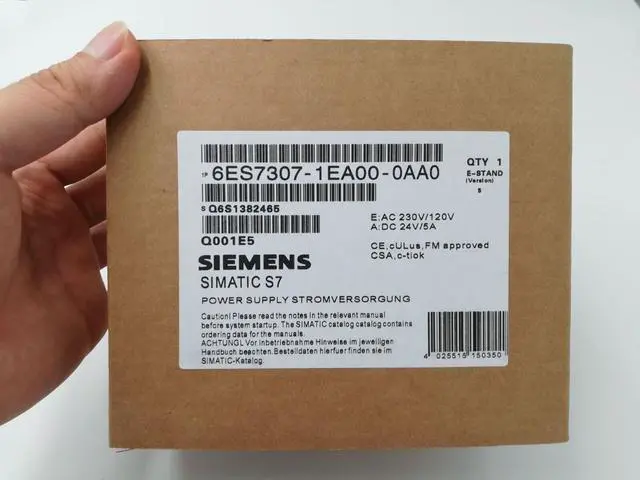 1P 6ES7307-1EA00-0AA0
QTY 1
E-STAND
(Version)
S
S Q6S1382465
Q001E5
E:AC 230V/120V
A:DC 24V/5A
CE,cULus,FM approved
CSA,c-tiok
SIEMENS
SIMATIC S7
POWER SUPPLY STROMVERSORGUNG
Caution! Please read the notes in the relevant manual
before system startup. The SIMATIC catalog catalog contains
ordering data for the manuals.
ACHTUNGL Vor Inbetriebnahme Hinweise im jeweiligen
Handbuch beachten.Bestelldaten hierfuer finden sie im
SIMATIC-Katalog.
4 025515 150350